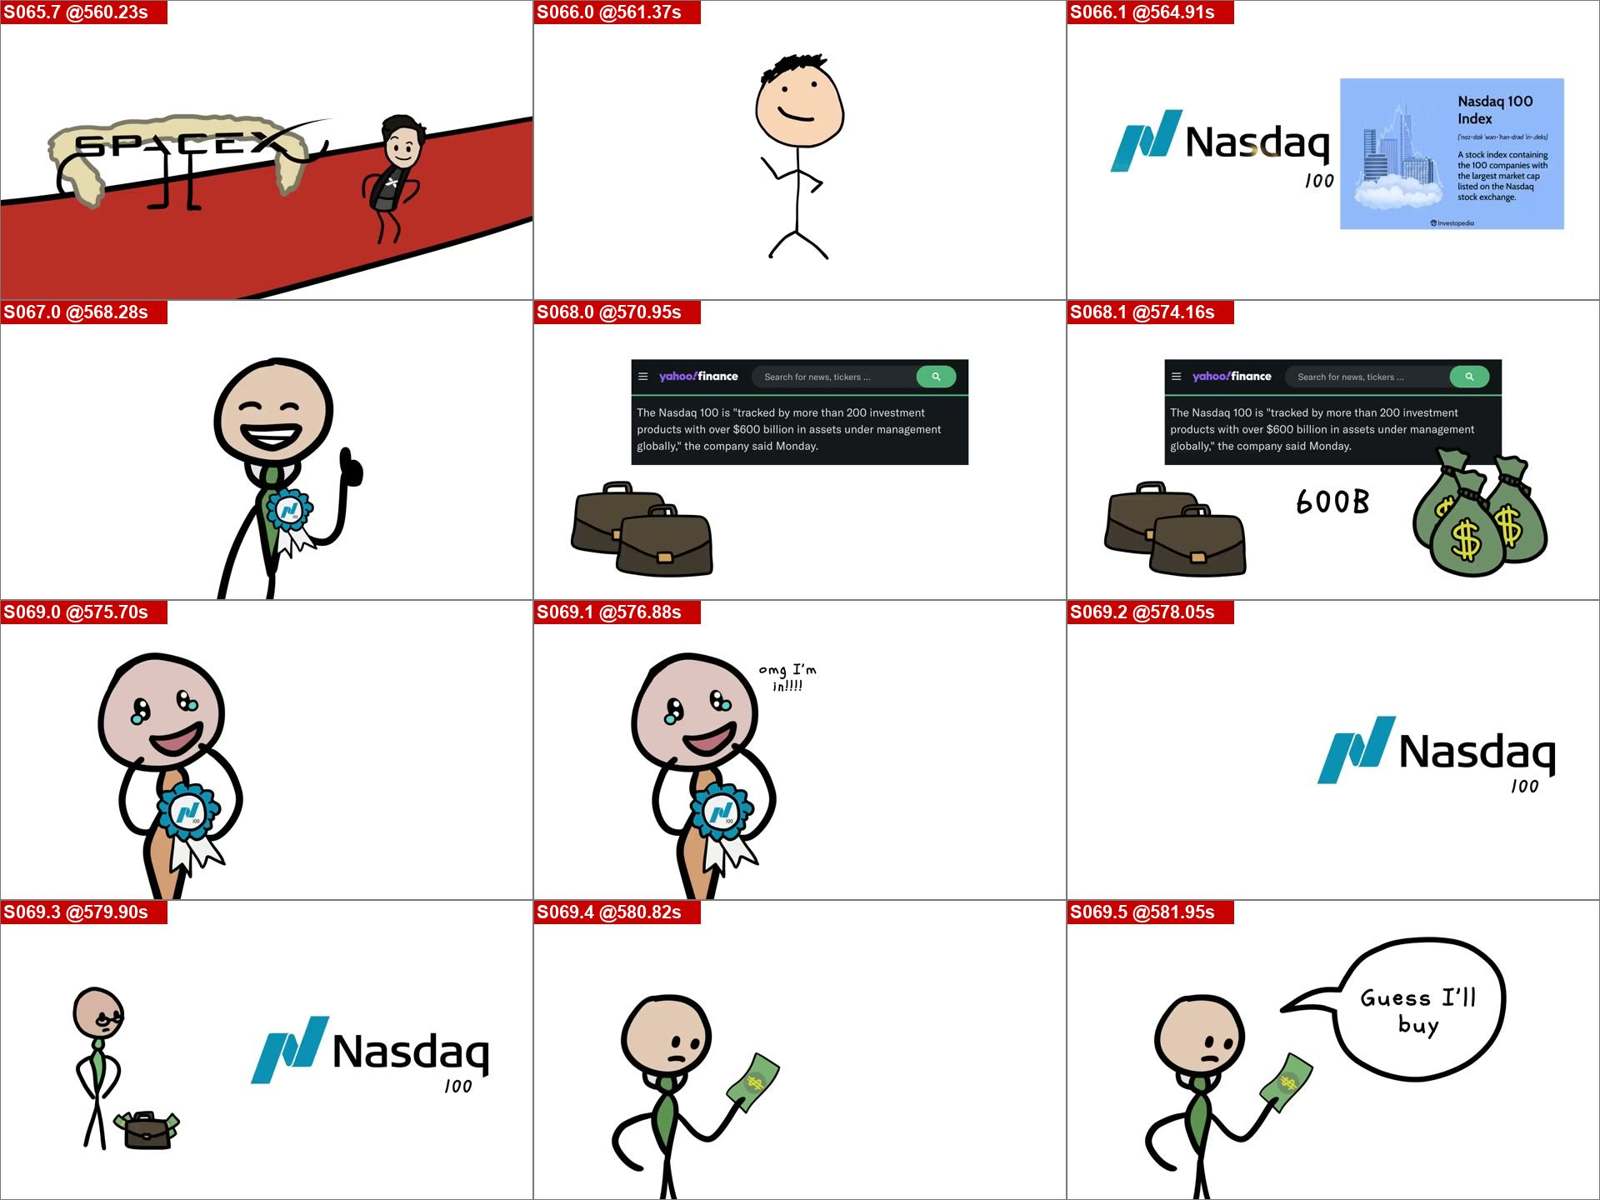 S065.7 @560.23s
SPACEX
S066.0 @561.37s
S066.1 @564.91s
Nasdaq
100
Nasdaq 100
Index
A stock index containing
the 100 companies with
the largest market cap
listed on the Nasdaq
stock exchange.
Investopedia
S067.0 @568.28s
S068.0 @570.95s
yahoo!finance
Search for news, tickers ...
The Nasdaq 100 is "tracked by more than 200 investment
products with over $600 billion in assets under management
globally," the company said Monday.
S068.1 @574.16s
yahoo!finance
Search for news, tickers ...
The Nasdaq 100 is "tracked by more than 200 investment
products with over $600 billion in assets under management
globally," the company said Monday.
600B
$
$
$
S069.0 @575.70s
100
S069.1 @576.88s
omg I'm
in!!!!
100
S069.2 @578.05s
Nasdaq
100
S069.3 @579.90s
Nasdaq
100
S069.4 @580.82s
$
S069.5 @581.95s
$
Guess I'll
buy